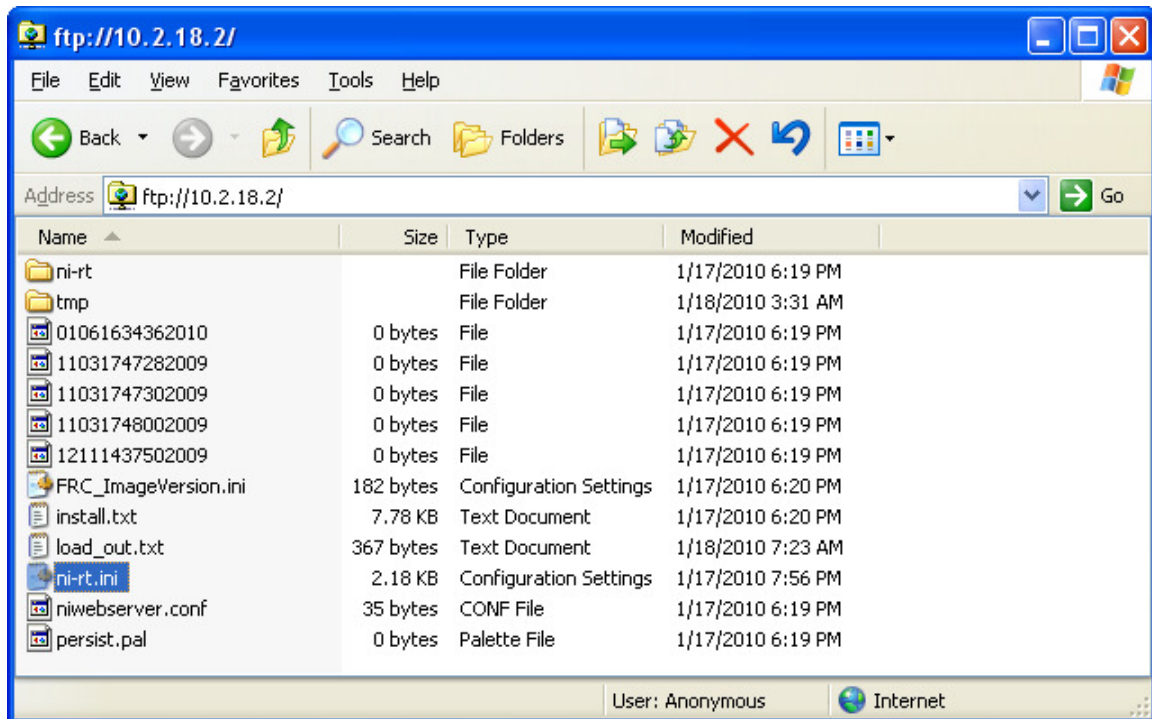 ftp://10.2.18.2/
File Edit View Favorites Tools Help
Back Search Folders
Address ftp://10.2.18.2/ Go
Name Size Type Modified
ni-rt File Folder 1/17/2010 6:19 PM
tmp File Folder 1/18/2010 3:31 AM
01061634362010 0 bytes File 1/17/2010 6:19 PM
11031747282009 0 bytes File 1/17/2010 6:19 PM
11031747302009 0 bytes File 1/17/2010 6:19 PM
11031748002009 0 bytes File 1/17/2010 6:19 PM
12111437502009 0 bytes File 1/17/2010 6:19 PM
FRC_ImageVersion.ini 182 bytes Configuration Settings 1/17/2010 6:20 PM
install.txt 7.78 KB Text Document 1/17/2010 6:20 PM
load_out.txt 367 bytes Text Document 1/18/2010 7:23 AM
ni-rt.ini 2.18 KB Configuration Settings 1/17/2010 7:56 PM
niwebserver.conf 35 bytes CONF File 1/17/2010 6:19 PM
persist.pal 0 bytes Palette File 1/17/2010 6:19 PM
User: Anonymous Internet